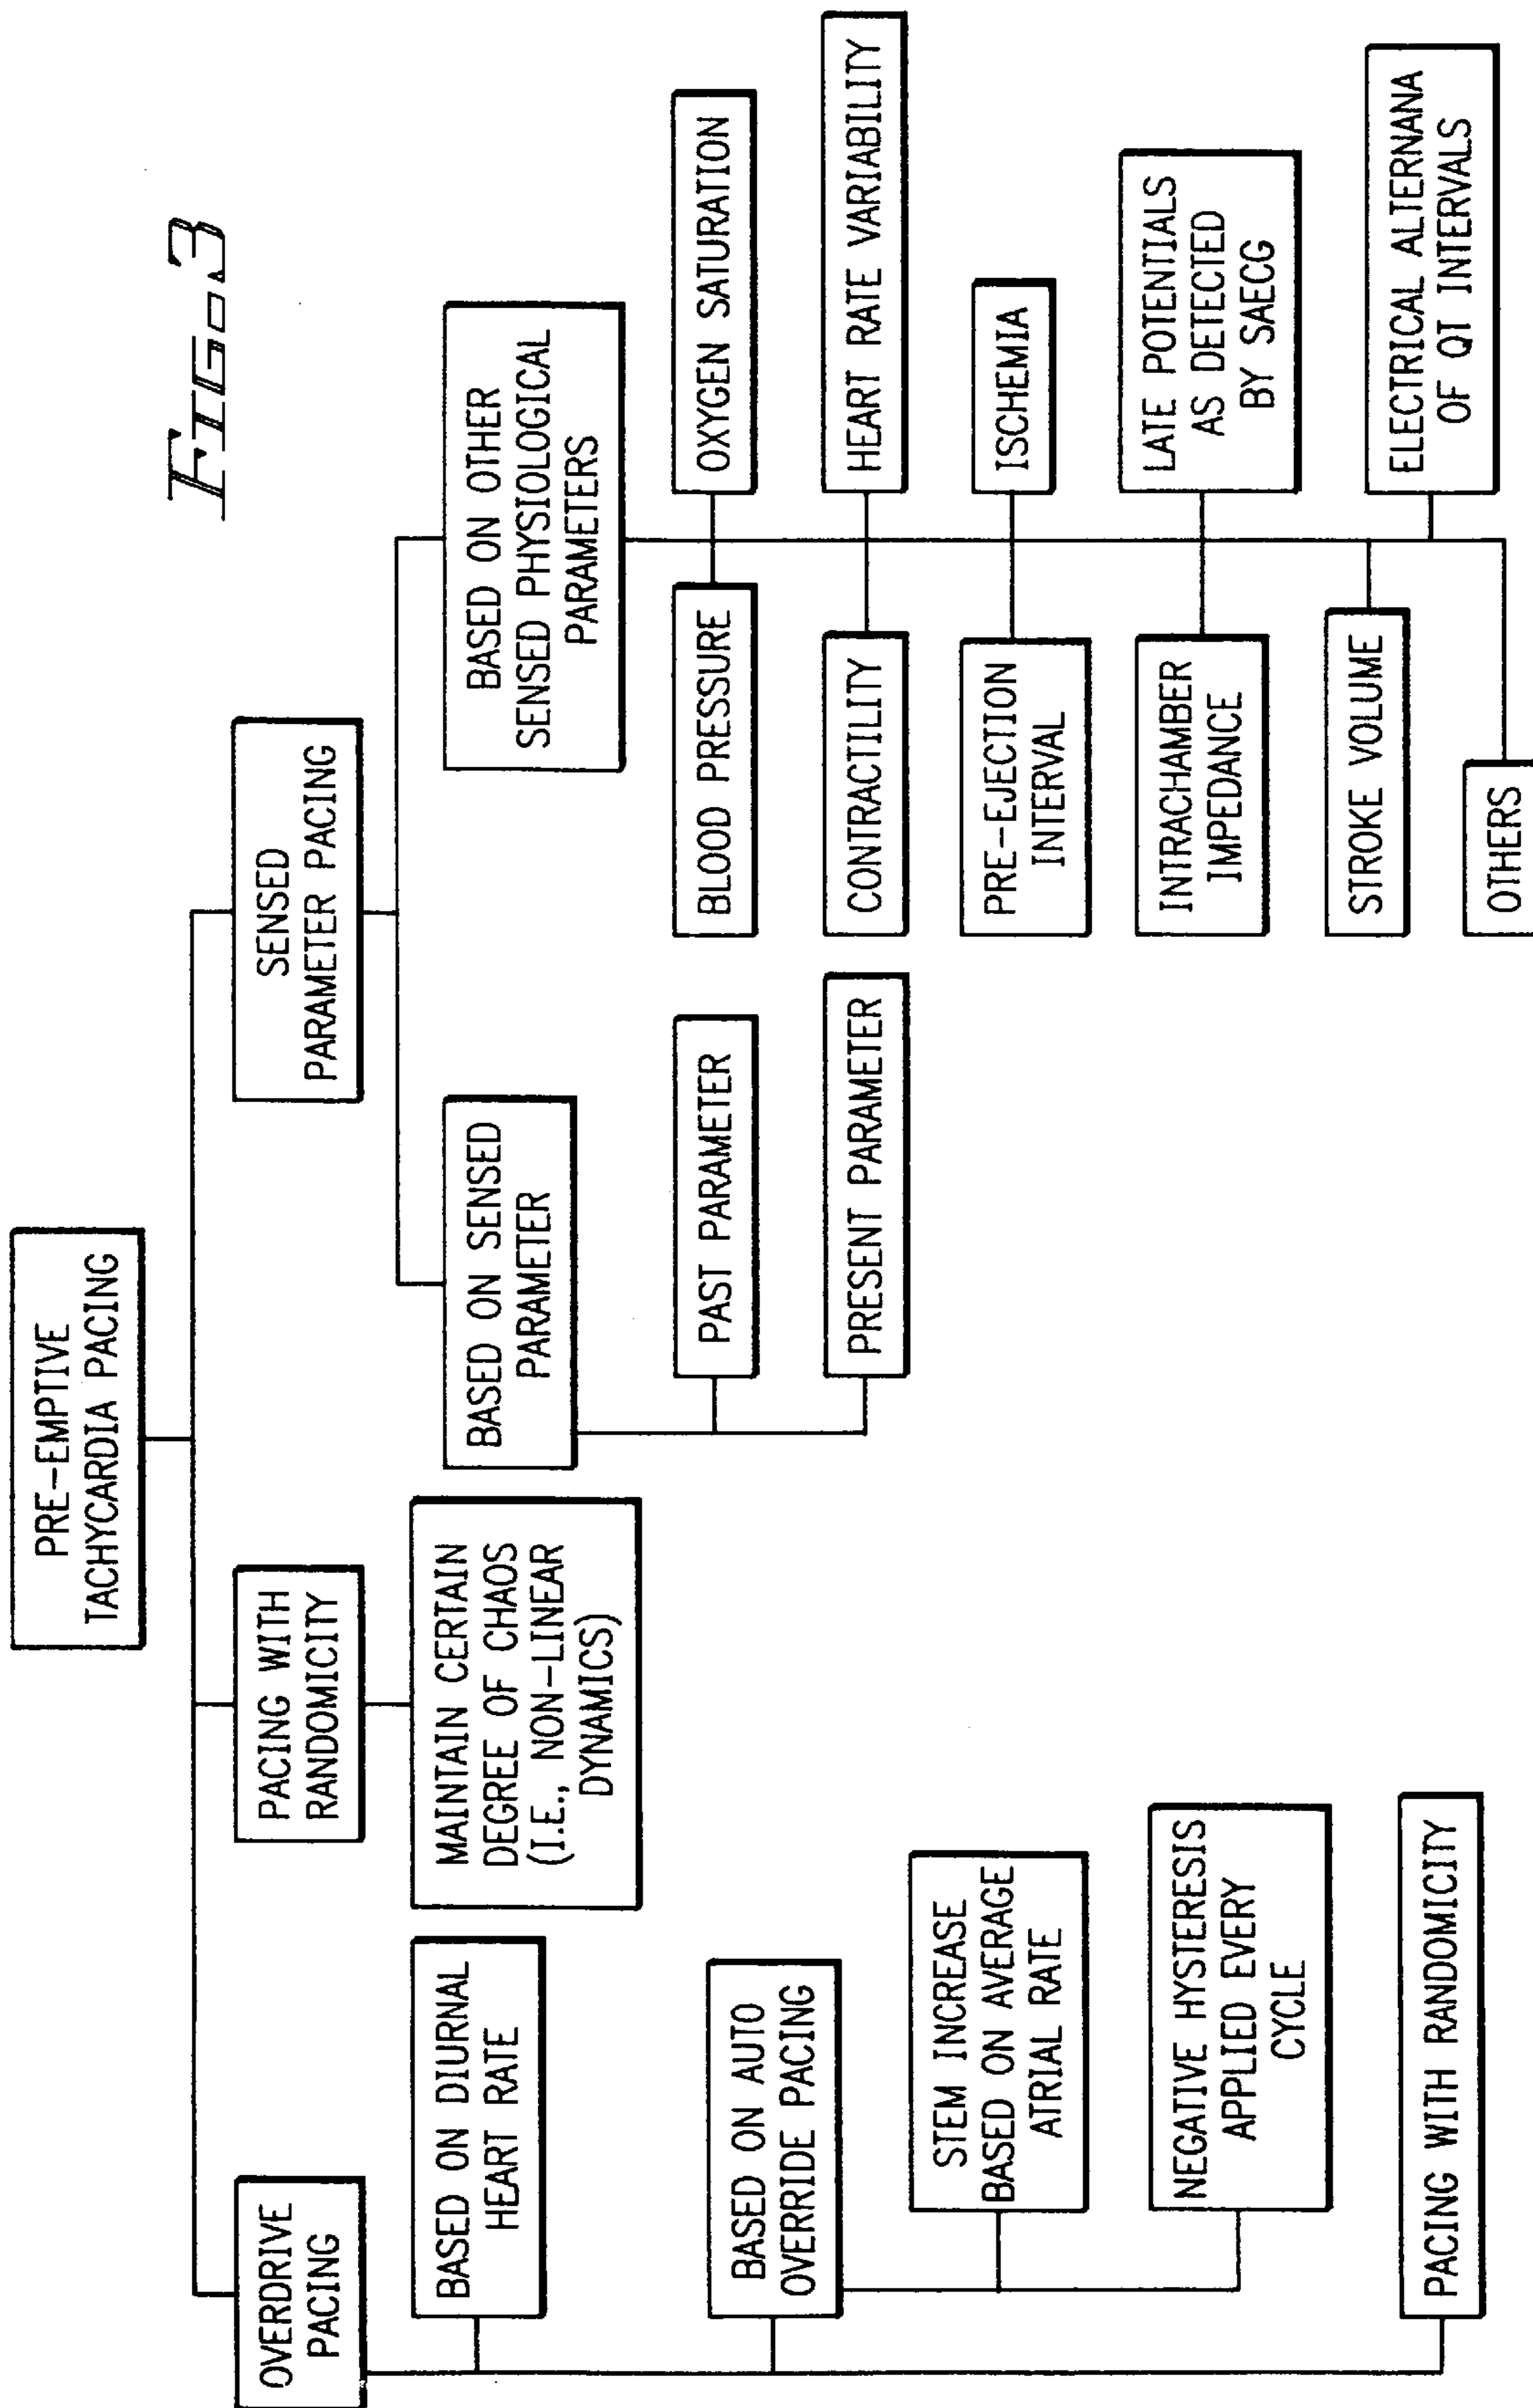 FIG-3
PRE-EMPTIVE
TACHYCARDIA PACING
OVERDRIVE
PACING
BASED ON DIURNAL
HEART RATE
BASED ON AUTO
OVERRIDE PACING
STEM INCREASE
BASED ON AVERAGE
ATRIAL RATE
NEGATIVE HYSTERESIS
APPLIED EVERY
CYCLE
PACING WITH RANDOMICITY
PACING WITH
RANDOMICITY
MAINTAIN CERTAIN
DEGREE OF CHAOS
(I.E., NON-LINEAR
DYNAMICS)
SENSED
PARAMETER PACING
BASED ON SENSED
PARAMETER
PAST PARAMETER
PRESENT PARAMETER
BASED ON OTHER
SENSED PHYSIOLOGICAL
PARAMETERS
BLOOD PRESSURE
OXYGEN SATURATION
CONTRACTILITY
HEART RATE VARIABILITY
PRE-EJECTION
INTERVAL
ISCHEMIA
INTRACHAMBER
IMPEDANCE
LATE POTENTIALS
AS DETECTED
BY SAECG
STROKE VOLUME
ELECTRICAL ALTERNANA
OF QT INTERVALS
OTHERS